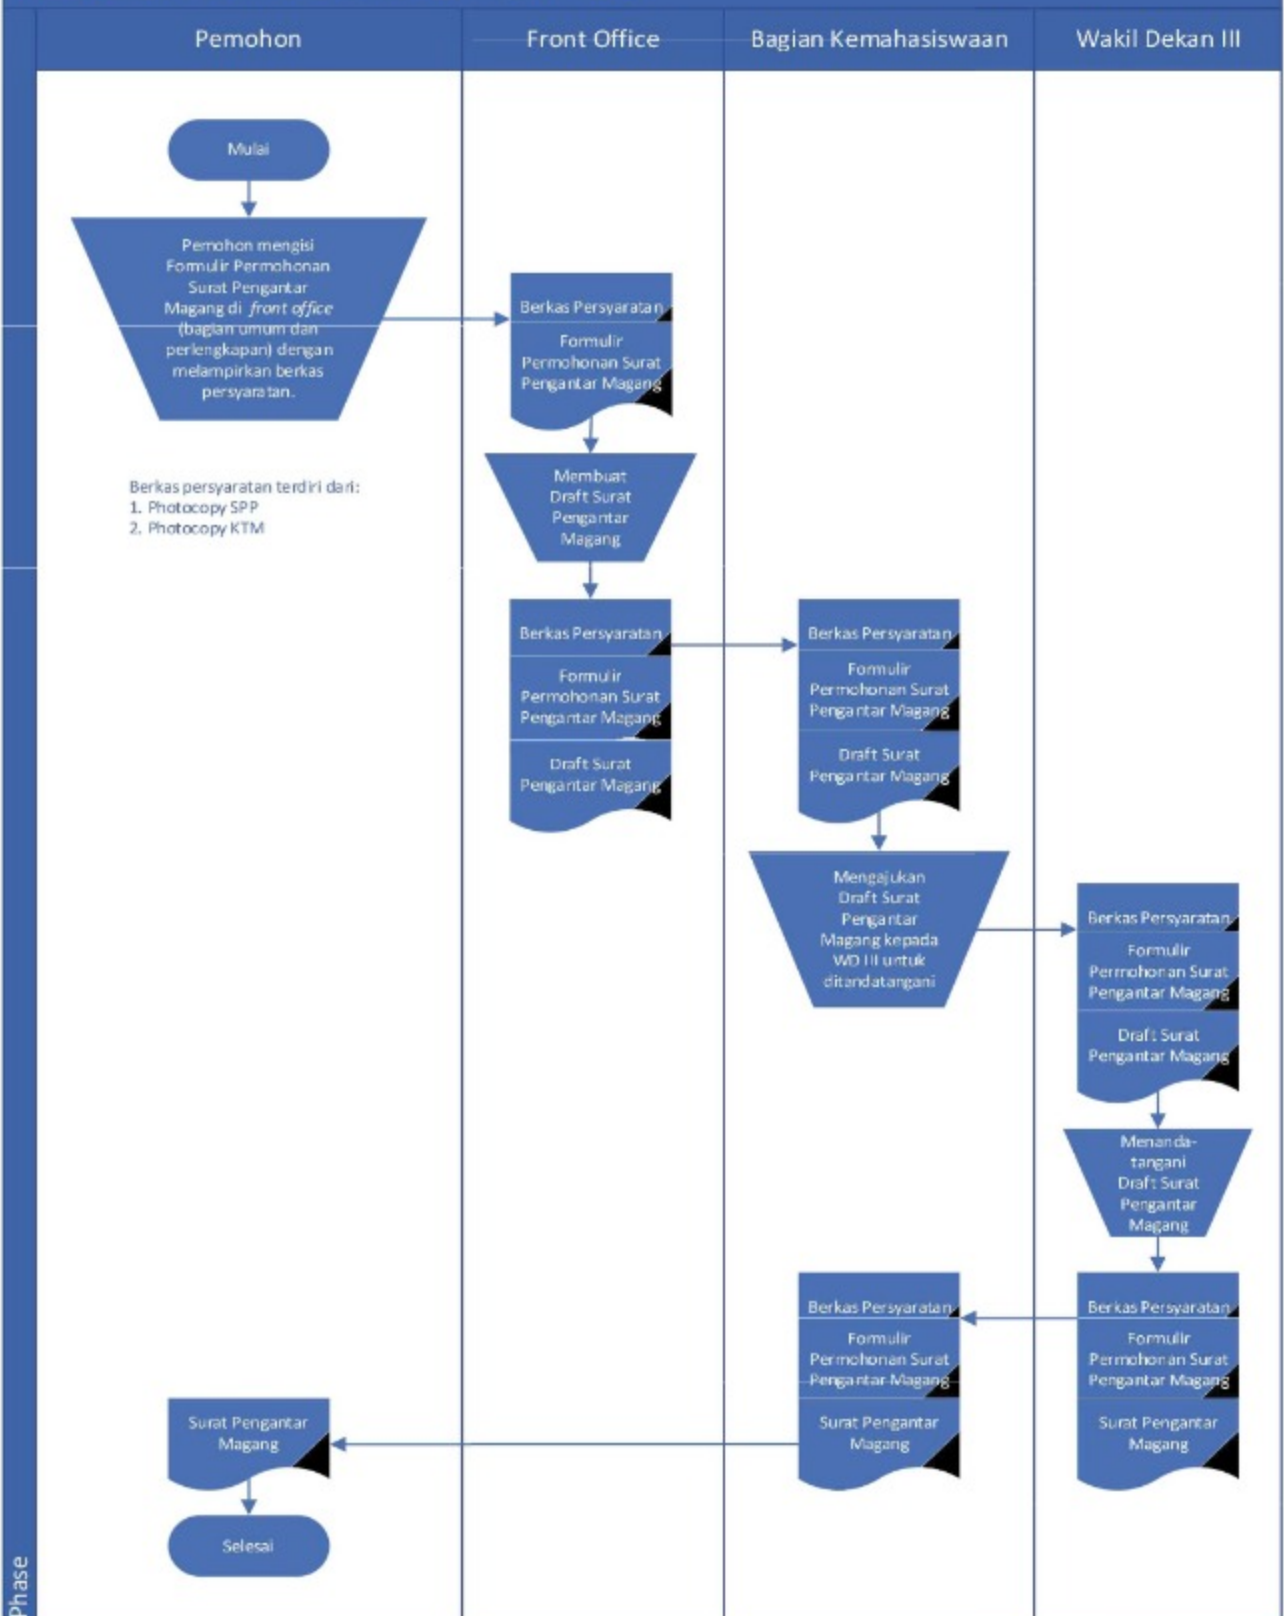 Pemohon
Front Office
Bagian Kemahasiswaan
Wakil Dekan III
Mulai
Pemohon mengisi
Formulir Permohonan
Surat Pengantar
Magang di front office
(bagian umum dan
perlengkapan) dengan
melampirkan berkas
persyaratan.
Berkas persyaratan terdiri dari:
1. Photocopy SPP
2. Photocopy KTM
Berkas Persyaratan
Formulir
Permohonan Surat
Pengantar Magang
Membuat
Draft Surat
Pengantar
Magang
Berkas Persyaratan
Formulir
Permohonan Surat
Pengantar Magang
Draft Surat
Pengantar Magang
Berkas Persyaratan
Formulir
Permohonan Surat
Pengantar Magang
Draft Surat
Pengantar Magang
Mengajukan
Draft Surat
Pengantar
Magang kepada
WD III untuk
ditandatangani
Berkas Persyaratan
Formulir
Permohonan Surat
Pengantar Magang
Draft Surat
Pengantar Magang
Menanda-
tangani
Draft Surat
Pengantar
Magang
Berkas Persyaratan
Formulir
Permohonan Surat
Pengantar Magang
Surat Pengantar
Magang
Berkas Persyaratan
Formulir
Permohonan Surat
Pengantar Magang
Surat Pengantar
Magang
Surat Pengantar
Magang
Selesai
Phase